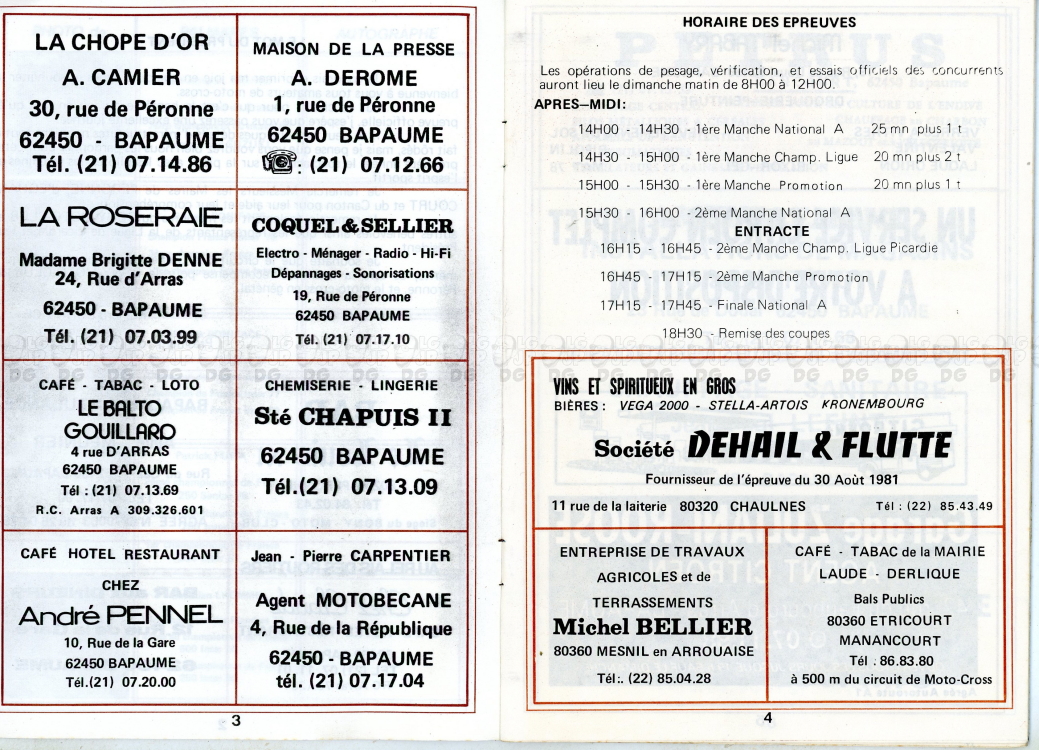 LA CHOPE D'OR
A. CAMIER
30, rue de Péronne
62450 BAPAUME
Tél. (21) 07.14.86
MAISON DE LA PRESSE
A. DEROME
1, rue de Péronne
62450 BAPAUME
☏: (21) 07.12.66
LA ROSERAIE
Madame Brigitte DENNE
24, Rue d'Arras
62450 - BAPAUME
Tél. (21) 07.03.99
COQUEL & SELLIER
Electro - Ménager - Radio - Hi-Fi
Dépannages - Sonorisations
19, Rue de Péronne
62450 BAPAUME
Tél. (21) 07.17.10
CAFÉ - TABAC - LOTO
LE BALTO
GOUILLARD
4 rue D'ARRAS
62450 BAPAUME
Tél : (21) 07.13.69
R.C. Arras A 309.326.601
CHEMISERIE - LINGERIE
Sté CHAPUIS II
62450 BAPAUME
Tél.(21) 07.13.09
CAFÉ HOTEL RESTAURANT
CHEZ
André PENNEL
10, Rue de la Gare
62450 BAPAUME
Tél.(21) 07.20.00
Jean - Pierre CARPENTIER
Agent MOTOBECANE
4, Rue de la République
62450 - BAPAUME
tél. (21) 07.17.04
3
HORAIRE DES EPREUVES
Les opérations de pesage, vérification, et essais officiels des concurrents
auront lieu le dimanche matin de 8H00 à 12H00.
APRES-MIDI:
14H00 - 14H30 - 1ère Manche National A 25 mn plus 1 t
14H30 - 15H00 - 1ère Manche Champ. Ligue 20 mn plus 2 t
15H00 - 15H30 - 1ère Manche Promotion 20 mn plus 1 t
15H30 - 16H00 - 2ème Manche National A
ENTRACTE
16H15 - 16H45 - 2ème Manche Champ. Ligue Picardie
16H45 - 17H15 - 2ème Manche Promotion
17H15 - 17H45 - Finale National A
18H30 - Remise des coupes
VINS ET SPIRITUEUX EN GROS
BIÈRES : VEGA 2000 - STELLA-ARTOIS KRONEMBOURG
Société DEHAIL & FLUTTE
Fournisseur de l'épreuve du 30 Août 1981
11 rue de la laiterie 80320 CHAULNES Tél : (22) 85.43.49
ENTREPRISE DE TRAVAUX
AGRICOLES et de
TERRASSEMENTS
Michel BELLIER
80360 MESNIL en ARROUAISE
Tél:. (22) 85.04.28
CAFÉ - TABAC de la MAIRIE
LAUDE - DERLIQUE
Bals Publics
80360 ETRICOURT
MANANCOURT
Tél : 86.83.80
à 500 m du circuit de Moto-Cross
4